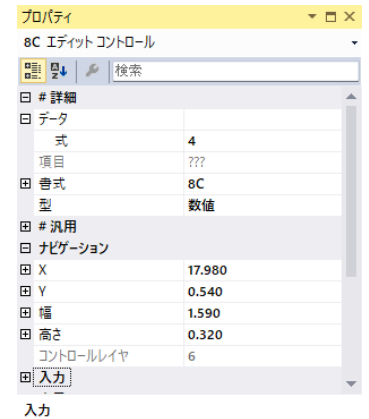 プロパティ
8C エディット コントロール
検索
# 詳細
データ
式 4
項目 ???
書式 8C
型 数値
# 汎用
ナビゲーション
X 17.980
Y 0.540
幅 1.590
高さ 0.320
コントロールレイヤ 6
入力
入力